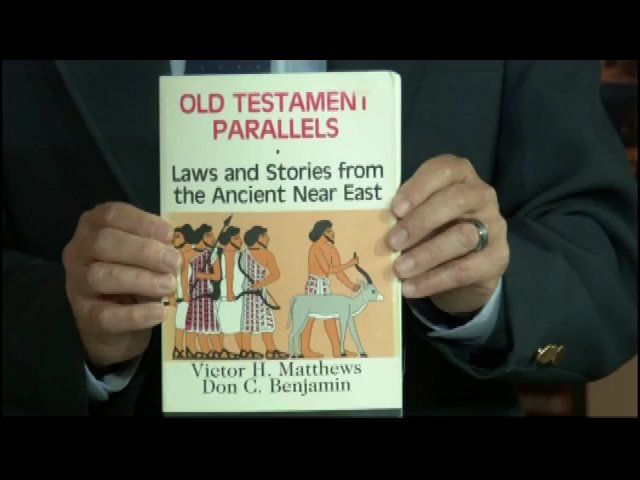 OLD TESTAMENT
PARALLELS
Laws and Stories from
the Ancient Near East
Victor H. Matthews
Don C. Benjamin